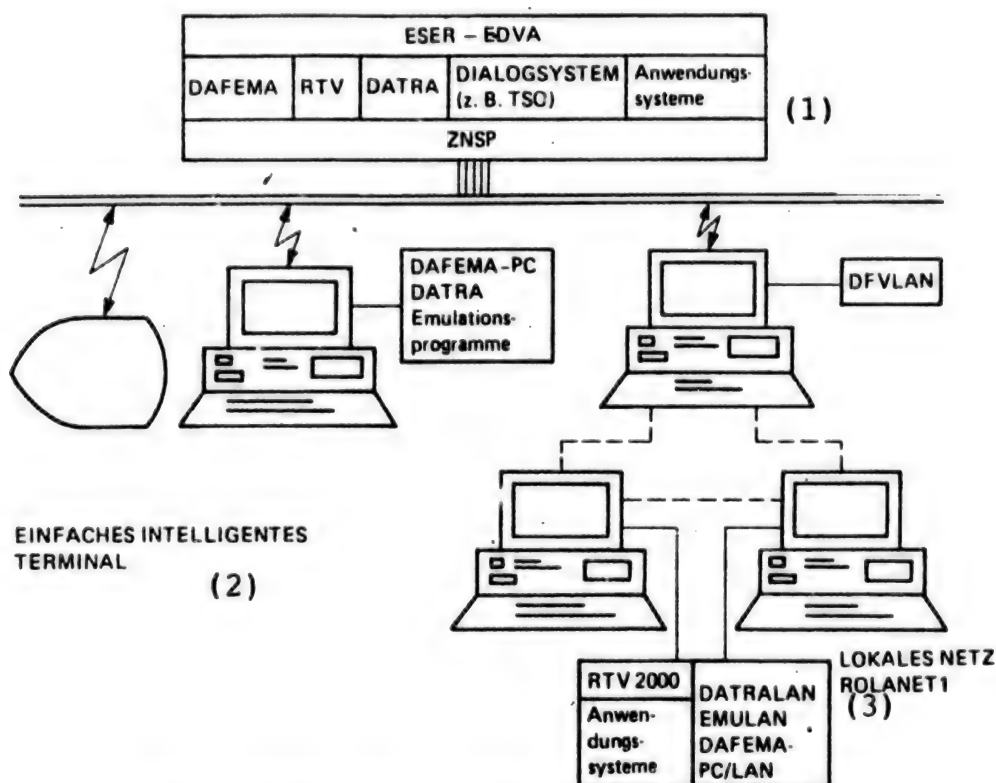 ESER – EDVA
DAFEMA
RTV
DATRA
DIALOGSYSTEM
(z. B. TSO)
Anwendungs-
systeme
(1)
ZNSP
DAFEMA-PC
DATRA
Emulations-
programme
DFVLAN
EINFACHES INTELLIGENTES
TERMINAL
(2)
LOKALES NETZ
ROLANET1
(3)
RTV 2000
Anwen-
dungs-
systeme
DATRALAN
EMULAN
DAFEMA-
PC/LAN